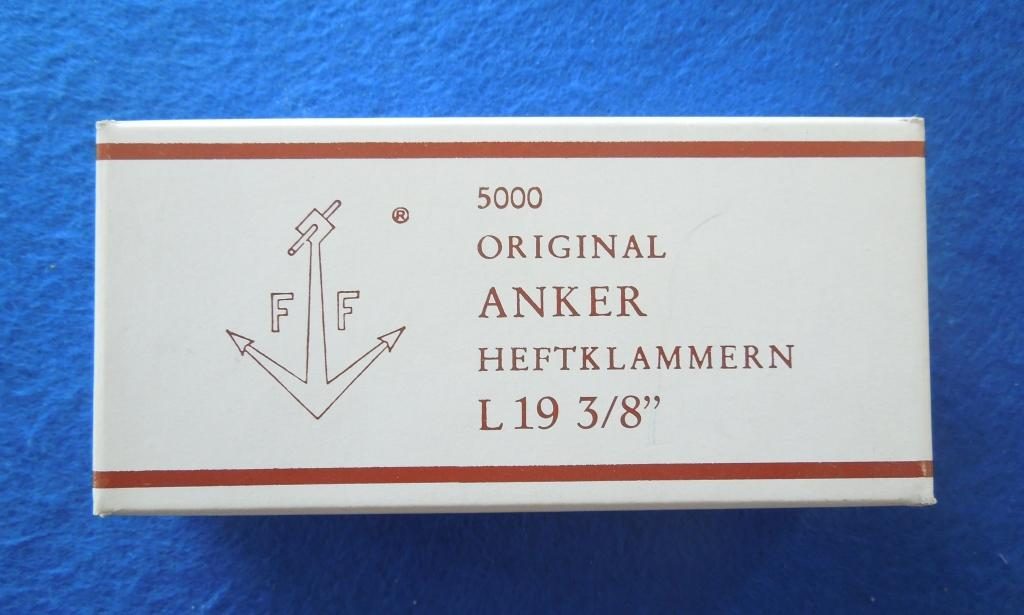 ®
F F
5000
ORIGINAL
ANKER
HEFTKLAMMERN
L 19 3/8”